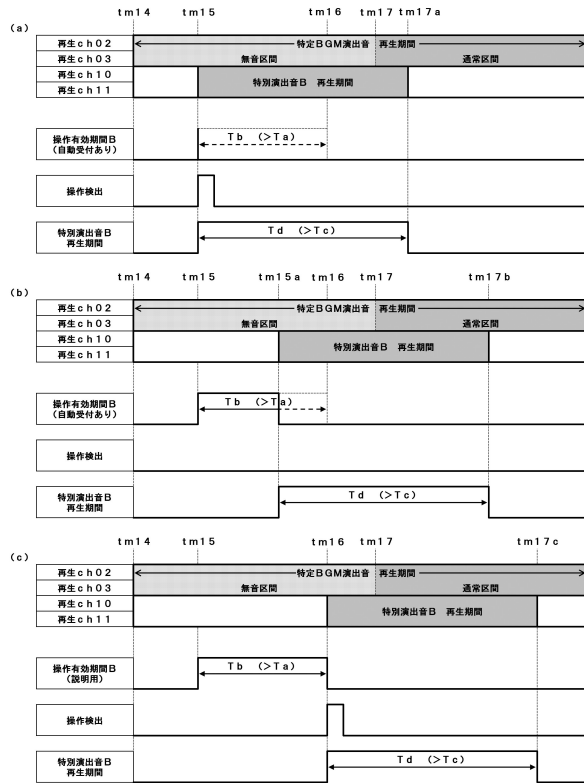 tm14 tm15 tm16 tm17 tm17a
(a)
再生ch02
特定BGM演出音 再生期間
再生ch03
無音区間 通常区間
再生ch10
特別演出音B 再生期間
再生ch11
操作有効期間B
(自動受付あり)
Tb (>Ta)
操作検出
特別演出音B
再生期間
Td (>Tc)
tm14 tm15 tm15a tm16 tm17 tm17b
(b)
再生ch02
特定BGM演出音 再生期間
再生ch03
無音区間 通常区間
再生ch10
特別演出音B 再生期間
再生ch11
操作有効期間B
(自動受付あり)
Tb (>Ta)
操作検出
特別演出音B
再生期間
Td (>Tc)
tm14 tm15 tm16 tm17 tm17c
(c)
再生ch02
特定BGM演出音 再生期間
再生ch03
無音区間 通常区間
再生ch10
特別演出音B 再生期間
再生ch11
操作有効期間B
(説明用)
Tb (>Ta)
操作検出
特別演出音B
再生期間
Td (>Tc)